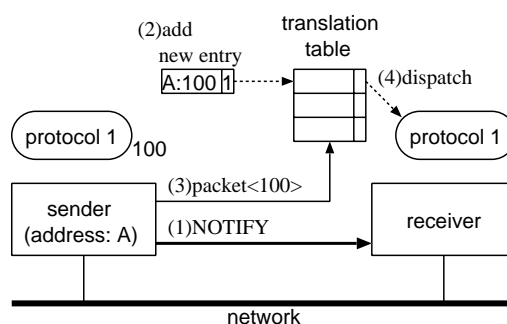 (2)add
new entry
translation
table
A:100 1
(4)dispatch
protocol 1
100
protocol 1
(3)packet<100>
sender
(address: A)
(1)NOTIFY
receiver
network